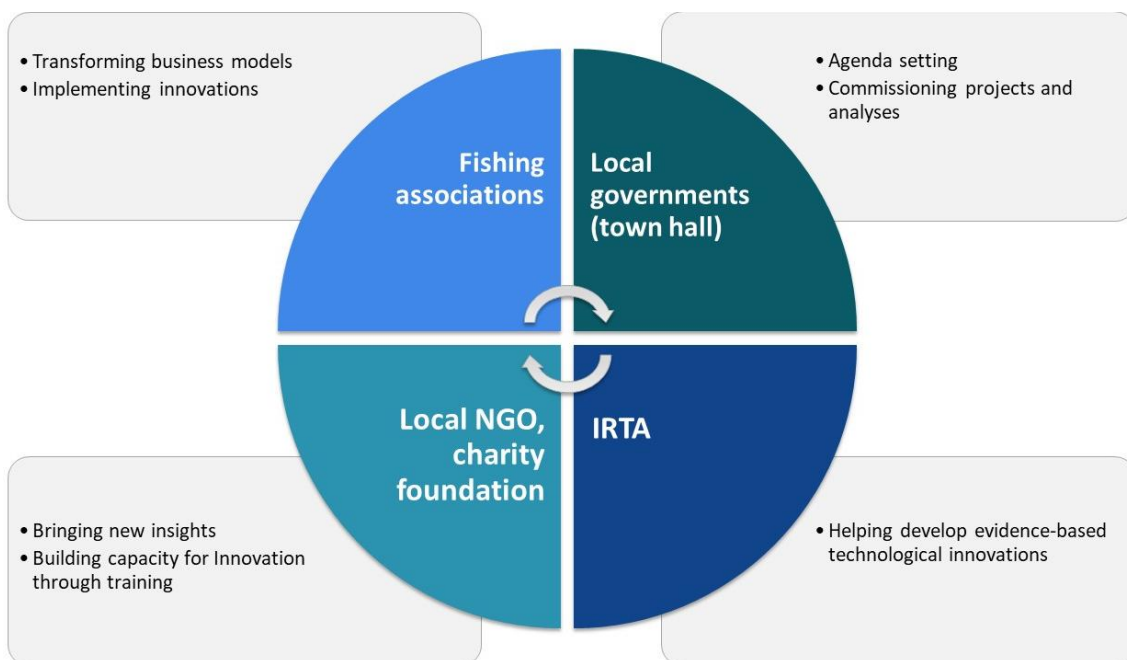 • Transforming business models
• Implementing innovations
• Agenda setting
• Commissioning projects and
analyses
Fishing
associations
Local
governments
(town hall)
Local NGO,
charity
foundation
IRTA
• Bringing new insights
• Building capacity for Innovation
through training
• Helping develop evidence-based
technological innovations